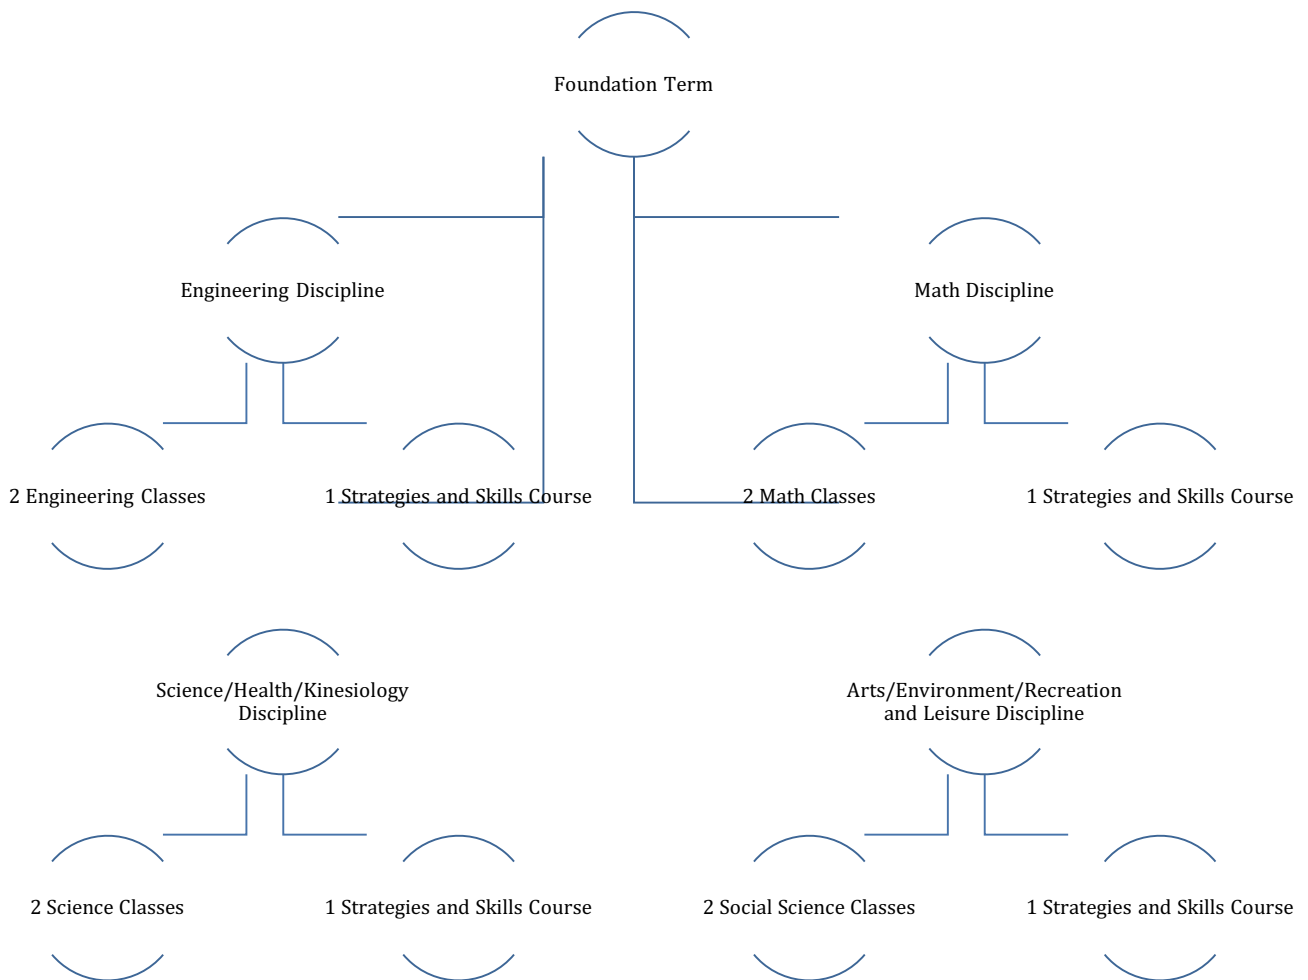 Foundation Term
Engineering Discipline
Math Discipline
2 Engineering Classes
1 Strategies and Skills Course
2 Math Classes
1 Strategies and Skills Course
Science/Health/Kinesiology
Discipline
Arts/Environment/Recreation
and Leisure Discipline
2 Science Classes
1 Strategies and Skills Course
2 Social Science Classes
1 Strategies and Skills Course